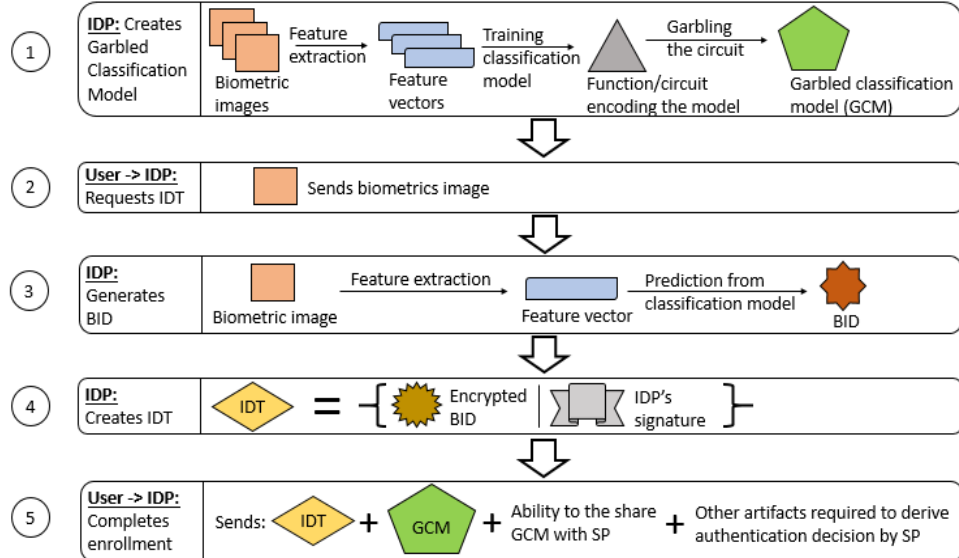 1
IDP: Creates
Garbled
Classification
Model
Feature
extraction
Training
classification
model
Garbling
the circuit
Biometric
images
Feature
vectors
Function/circuit
encoding the model
Garbled classification
model (GCM)
2
User -> IDP:
Requests IDT
Sends biometrics image
3
IDP:
Generates
BID
Feature extraction
Prediction from
classification model
Biometric image
Feature vector
BID
4
IDP:
Creates IDT
IDT
=
{
Encrypted
BID
|
IDP's
signature
}
5
User -> IDP:
Completes
enrollment
Sends:
IDT
+
GCM
+
Ability to the share
GCM with SP
+
Other artifacts required to derive
authentication decision by SP